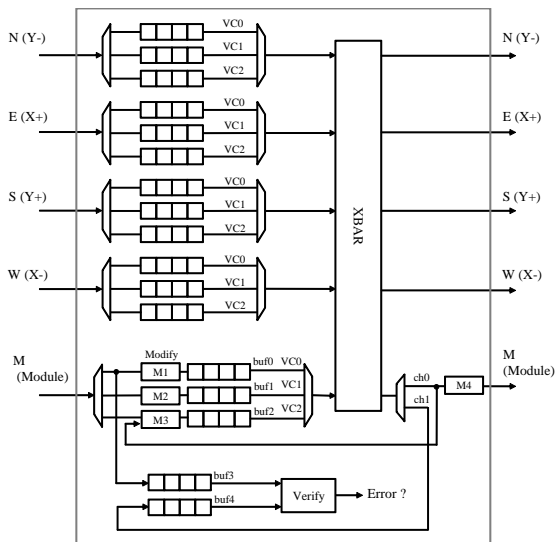 N (Y-)
VC0
VC1
VC2
N (Y-)
E (X+)
VC0
VC1
VC2
E (X+)
S (Y+)
VC0
VC1
VC2
S (Y+)
XBAR
W (X-)
VC0
VC1
VC2
W (X-)
M
(Module)
Modify
M1
buf0
VC0
M2
buf1
VC1
M3
buf2
VC2
ch0
ch1
M4
M
(Module)
buf3
buf4
Verify
Error ?